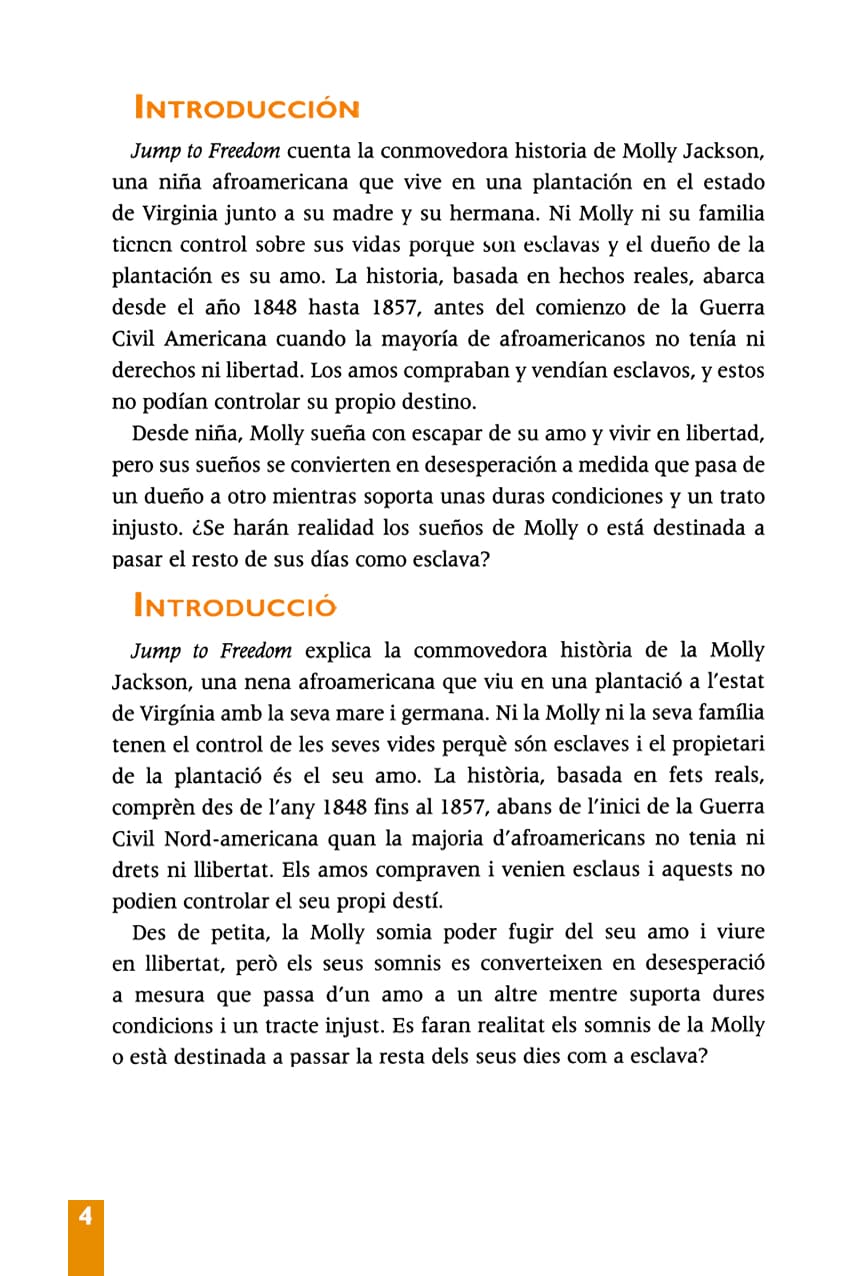 INTRODUCCIÓN
Jump to Freedom cuenta la conmovedora historia de Molly Jackson,
una niña afroamericana que vive en una plantación en el estado
de Virginia junto a su madre y su hermana. Ni Molly ni su familia
tienen control sobre sus vidas porque son esclavas y el dueño de la
plantación es su amo. La historia, basada en hechos reales, abarca
desde el año 1848 hasta 1857, antes del comienzo de la Guerra
Civil Americana cuando la mayoría de afroamericanos no tenía ni
derechos ni libertad. Los amos compraban y vendían esclavos, y estos
no podían controlar su propio destino.
Desde niña, Molly sueña con escapar de su amo y vivir en libertad,
pero sus sueños se convierten en desesperación a medida que pasa de
un dueño a otro mientras soporta unas duras condiciones y un trato
injusto. ¿Se harán realidad los sueños de Molly o está destinada a
pasar el resto de sus días como esclava?
INTRODUCCIÓ
Jump to Freedom explica la commovedora història de la Molly
Jackson, una nena afroamericana que viu en una plantació a l'estat
de Virgínia amb la seva mare i germana. Ni la Molly ni la seva família
tenen el control de les seves vides perquè són esclaves i el propietari
de la plantació és el seu amo. La història, basada en fets reals,
comprèn des de l'any 1848 fins al 1857, abans de l'inici de la Guerra
Civil Nord-americana quan la majoria d'afroamericans no tenia ni
drets ni llibertat. Els amos compraven i venien esclaus i aquests no
podien controlar el seu propi destí.
Des de petita, la Molly somia poder fugir del seu amo i viure
en llibertat, però els seus somnis es converteixen en desesperació
a mesura que passa d'un amo a un altre mentre suporta dures
condicions i un tracte injust. Es faran realitat els somnis de la Molly
o està destinada a passar la resta dels seus dies com a esclava?
4